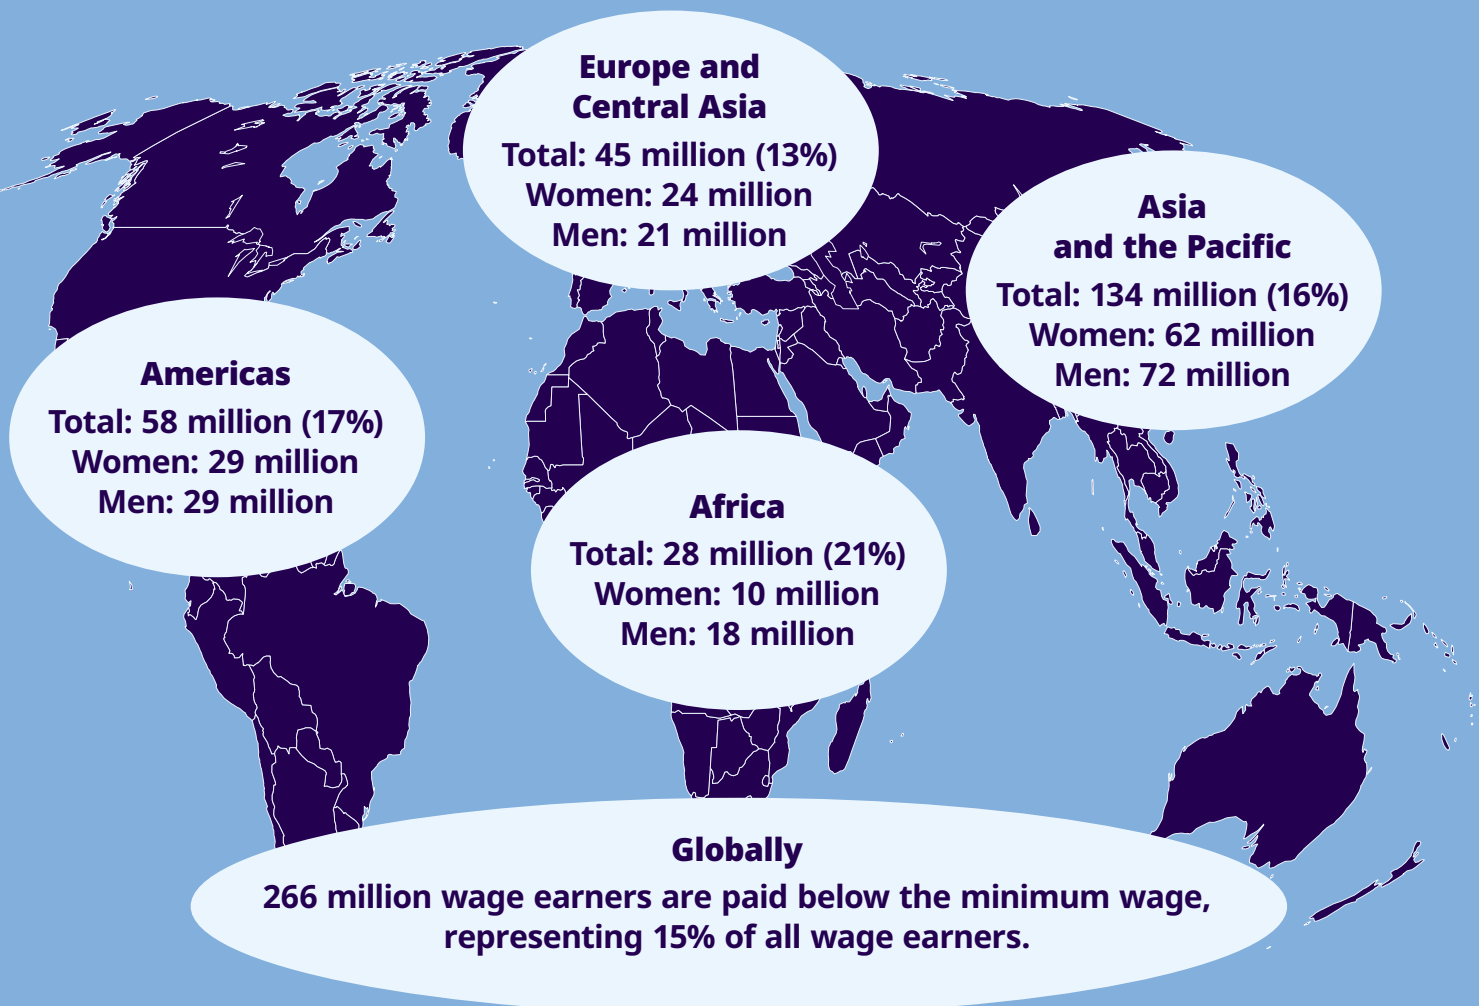 Europe and
Central Asia
Total: 45 million (13%)
Women: 24 million
Men: 21 million
Asia
and the Pacific
Total: 134 million (16%)
Women: 62 million
Men: 72 million
Americas
Total: 58 million (17%)
Women: 29 million
Men: 29 million
Africa
Total: 28 million (21%)
Women: 10 million
Men: 18 million
Globally
266 million wage earners are paid below the minimum wage,
representing 15% of all wage earners.